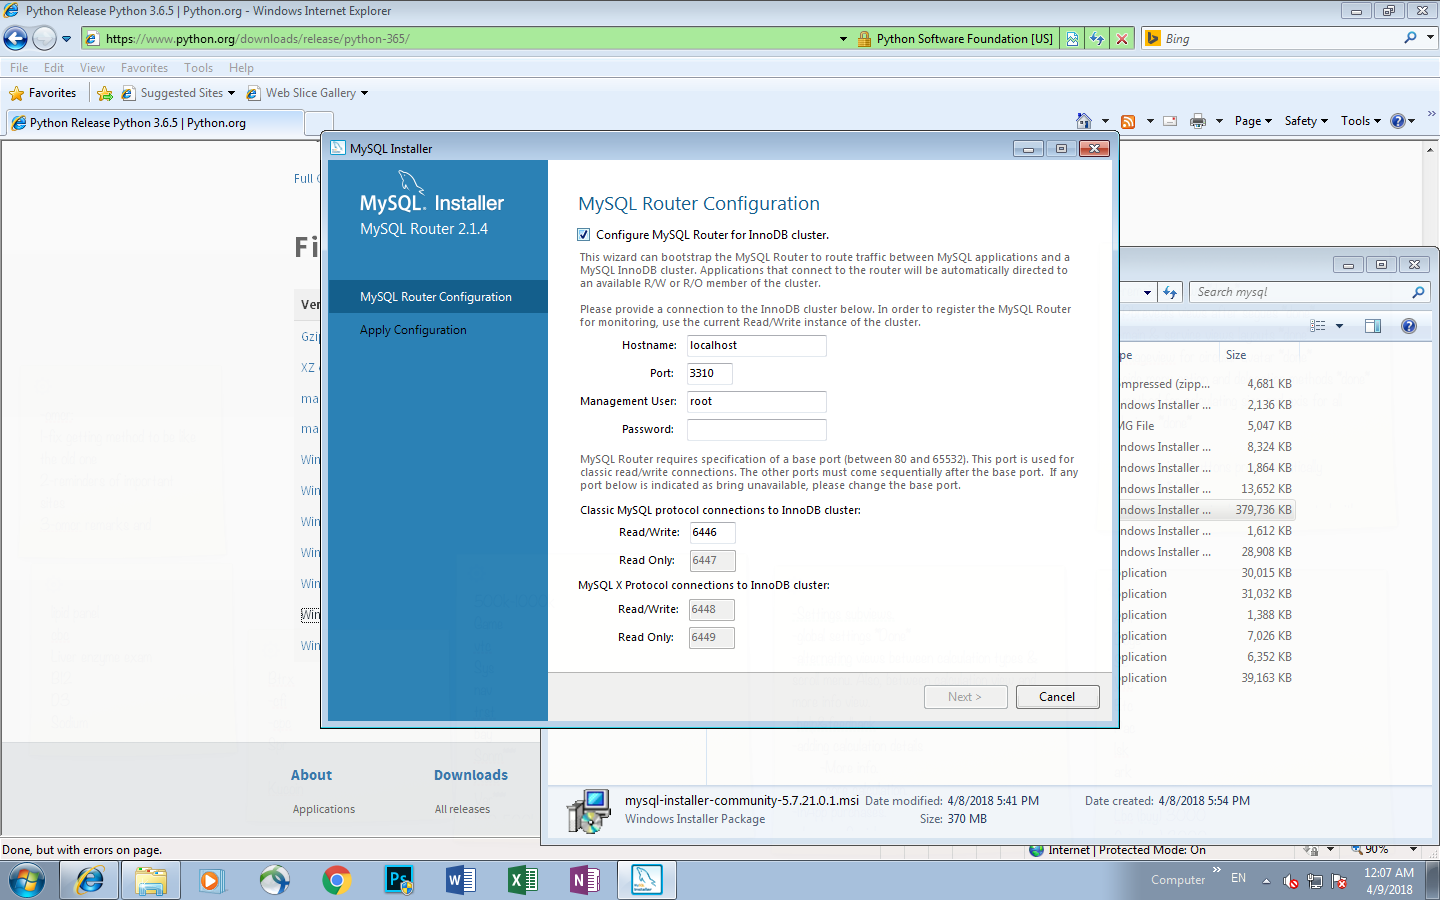 Python Release Python 3.6.5 | Python.org - Windows Internet Explorer
https://www.python.org/downloads/release/python-365/
Python Software Foundation [US]
Bing
File Edit View Favorites Tools Help
Favorites
Suggested Sites
Web Slice Gallery
Python Release Python 3.6.5 | Python.org
Page Safety Tools
MySQL Installer
MySQL Installer
MySQL Router 2.1.4
MySQL Router Configuration
Apply Configuration
MySQL Router Configuration
Configure MySQL Router for InnoDB cluster.
This wizard can bootstrap the MySQL Router to route traffic between MySQL applications and a
MySQL InnoDB cluster. Applications that connect to the router will be automatically directed to
an available R/W or R/O member of the cluster.
Please provide a connection to the InnoDB cluster below. In order to register the MySQL Router
for monitoring, use the current Read/Write instance of the cluster.
Hostname: localhost
Port: 3310
Management User: root
Password:
MySQL Router requires specification of a base port (between 80 and 65532). This port is used for
classic read/write connections. The other ports must come sequentially after the base port. If any
port below is indicated as bring unavailable, please change the base port.
Classic MySQL protocol connections to InnoDB cluster:
Read/Write: 6446
Read Only: 6447
MySQL X Protocol connections to InnoDB cluster:
Read/Write: 6448
Read Only: 6449
Next >
Cancel
Full
Fi
Ver
Gzip
XZ
ma
ma
Win
Win
Win
Win
Win
Win
Win
Search mysql
pe Size
mpressed (zipp... 4,681 KB
ndows Installer ... 2,136 KB
MG File 5,047 KB
ndows Installer ... 8,324 KB
ndows Installer ... 1,864 KB
ndows Installer ... 13,652 KB
ndows Installer ... 379,736 KB
ndows Installer ... 1,612 KB
ndows Installer ... 28,908 KB
plication 30,015 KB
plication 31,032 KB
plication 1,388 KB
plication 7,026 KB
plication 6,352 KB
plication 39,163 KB
About
Applications
Downloads
All releases
mysql-installer-community-5.7.21.0.1.msi Date modified: 4/8/2018 5:41 PM Date created: 4/8/2018 5:54 PM
Windows Installer Package Size: 370 MB
Done, but with errors on page.
Internet | Protected Mode: On
90%
Computer
EN
12:07 AM
4/9/2018